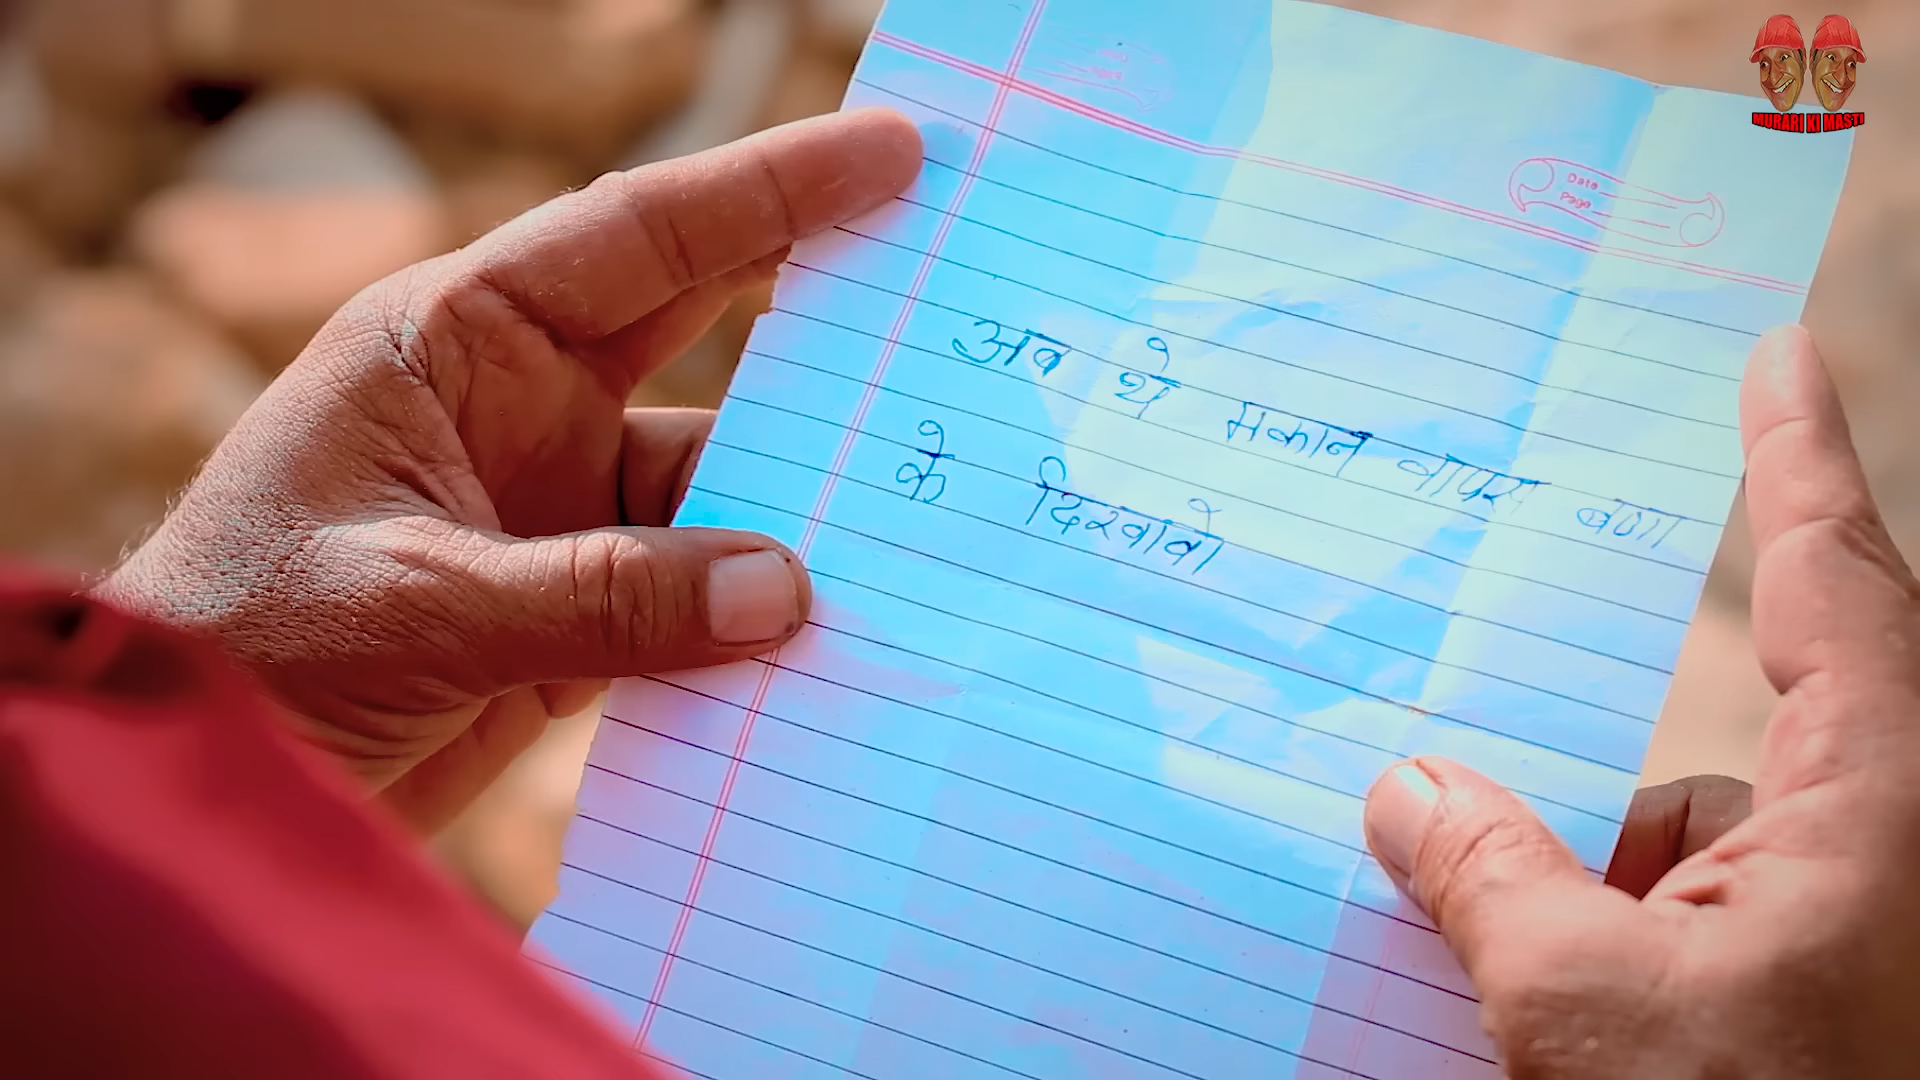 MURARI KI MASTI
Date
Page
अब थे मकान वापस बणा
के दिखावो